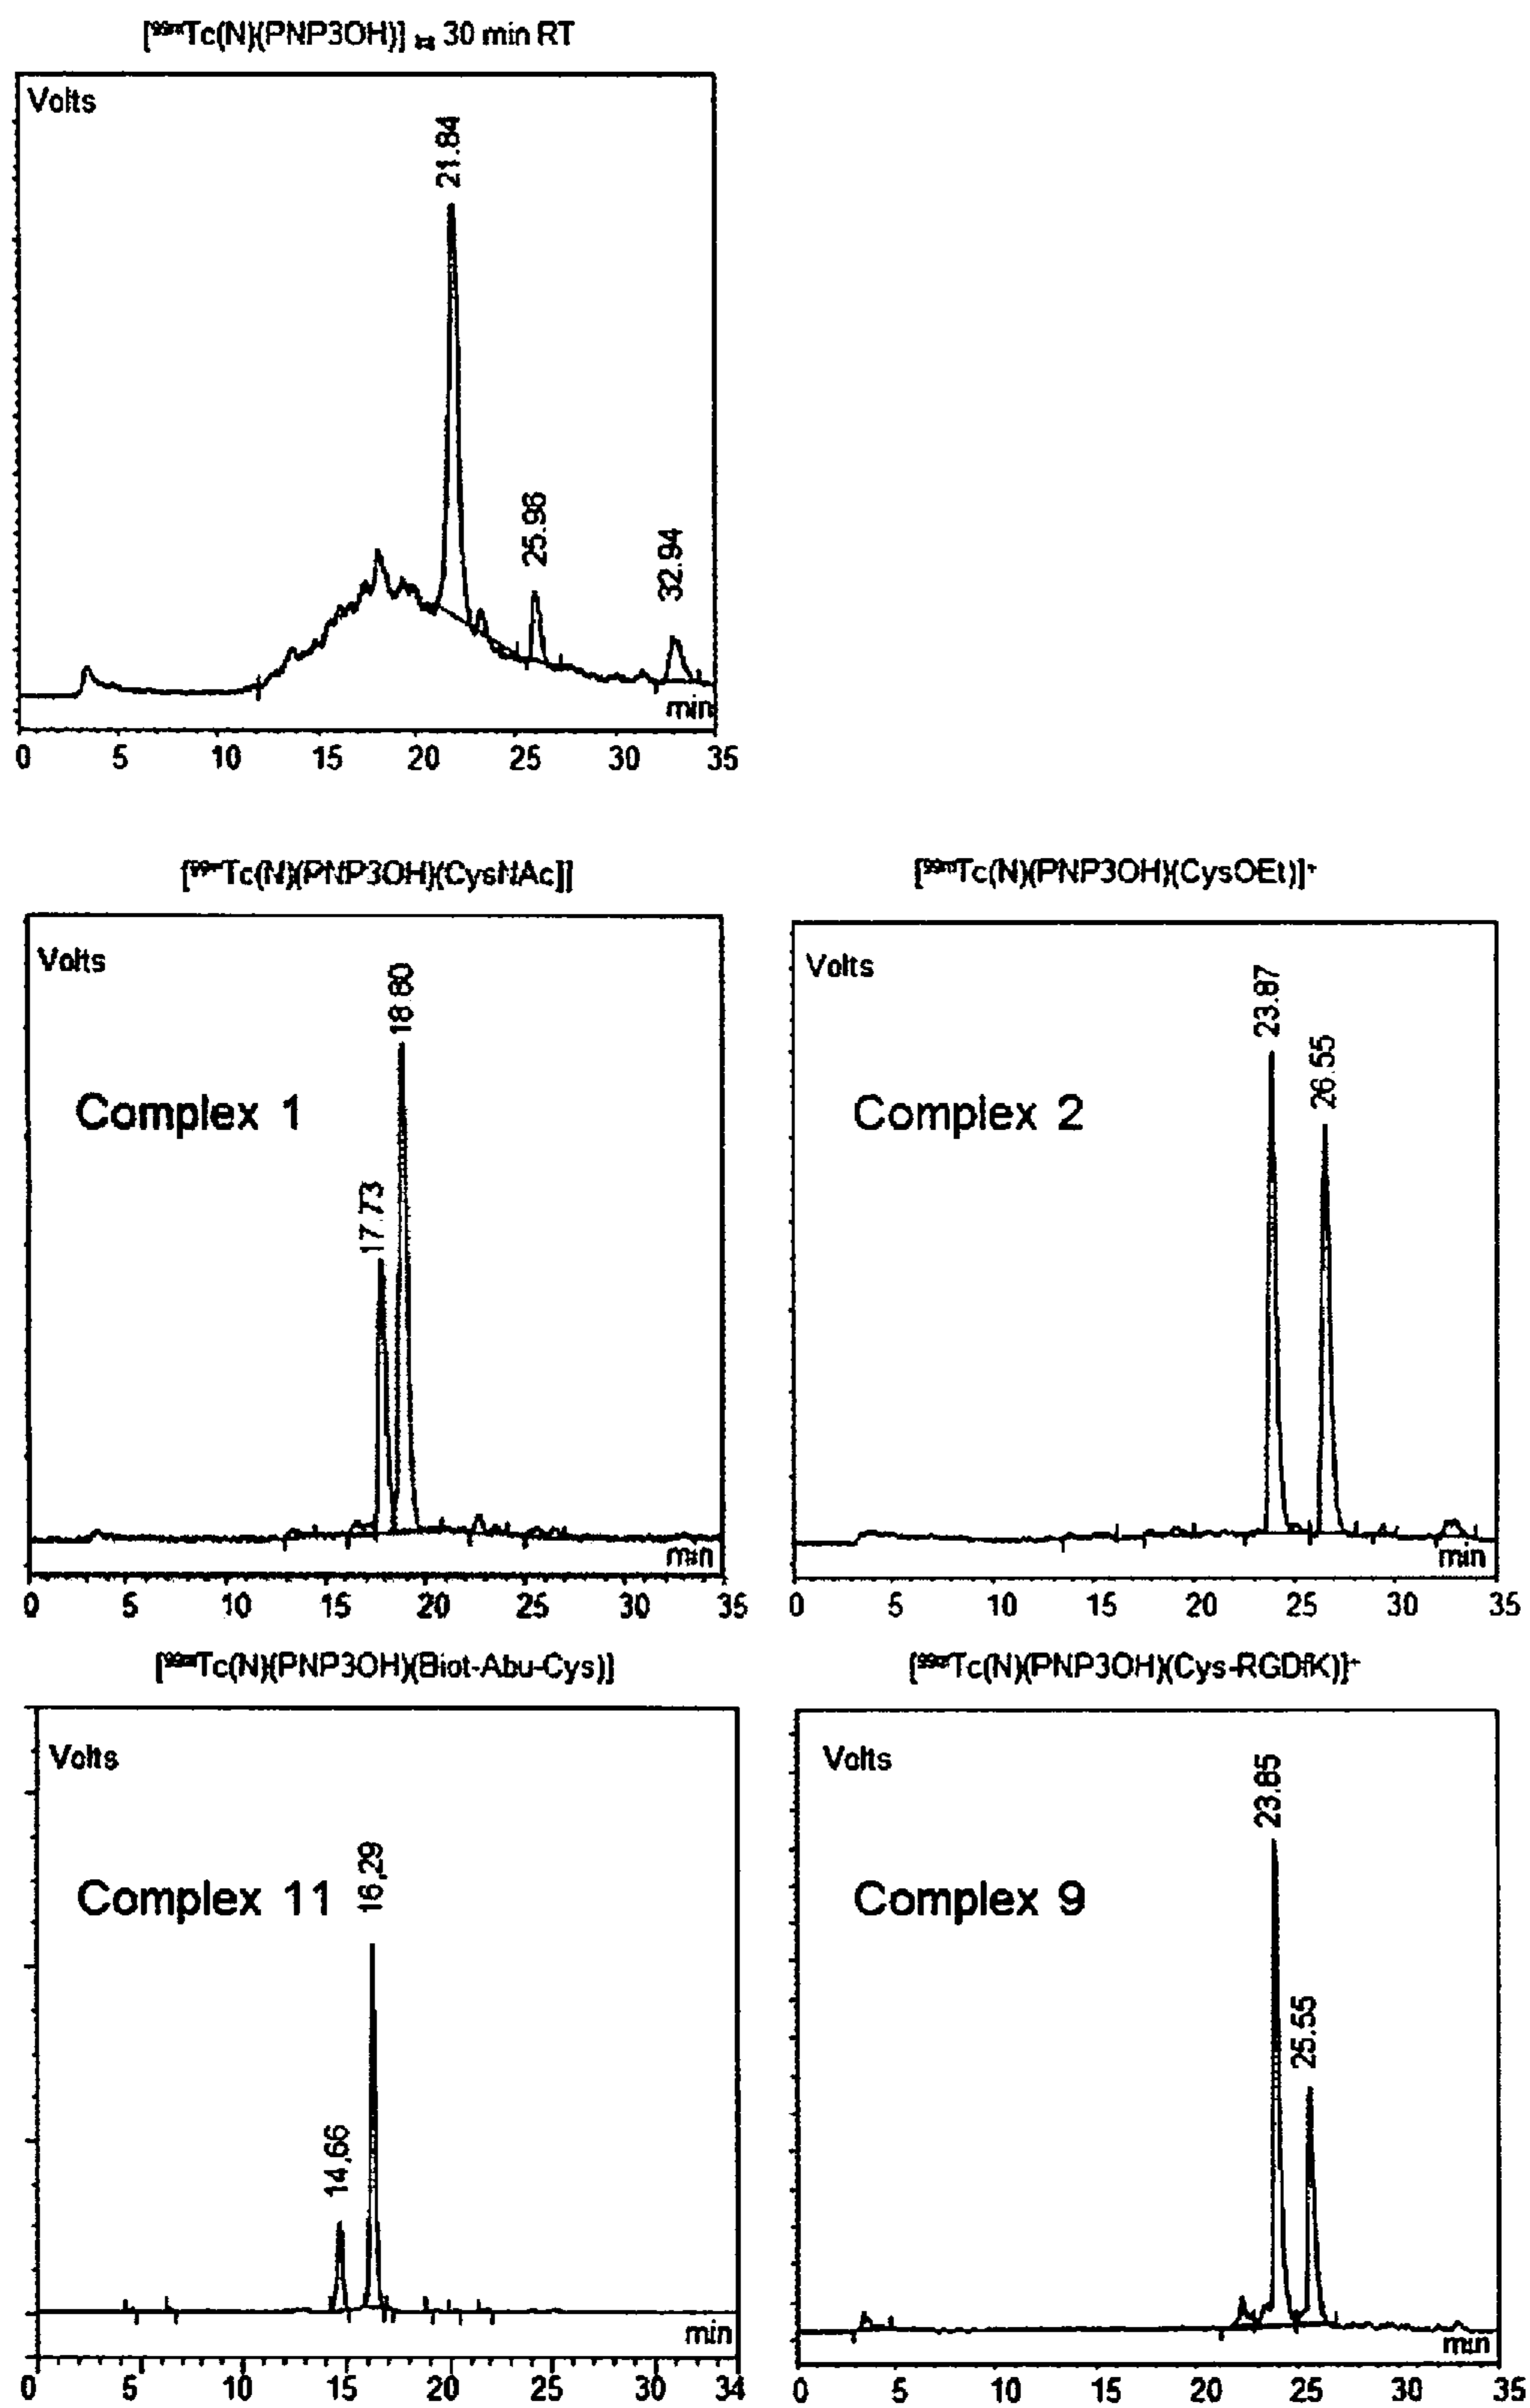 [99mTc(N)(PNP3OH)] 30 min RT
Volts
21.84
25.96
32.94
min
0 5 10 15 20 25 30 35
[99mTc(N)(PNP3OH)(CysNAc]]
Volts
18.80
17.73
Complex 1
min
0 5 10 15 20 25 30 35
[99mTc(N)(PNP3OH)(CysOEt)]+
Volts
23.87
26.55
Complex 2
min
0 5 10 15 20 25 30 35
[99mTc(N)(PNP3OH)(Biot-Abu-Cys)]
Volts
16,29
Complex 11
14,66
min
0 5 10 15 20 25 30 34
[99mTc(N)(PNP3OH)(Cys-RGDfK)]+
Volts
23.85
Complex 9
25.55
min
0 5 10 15 20 25 30 35